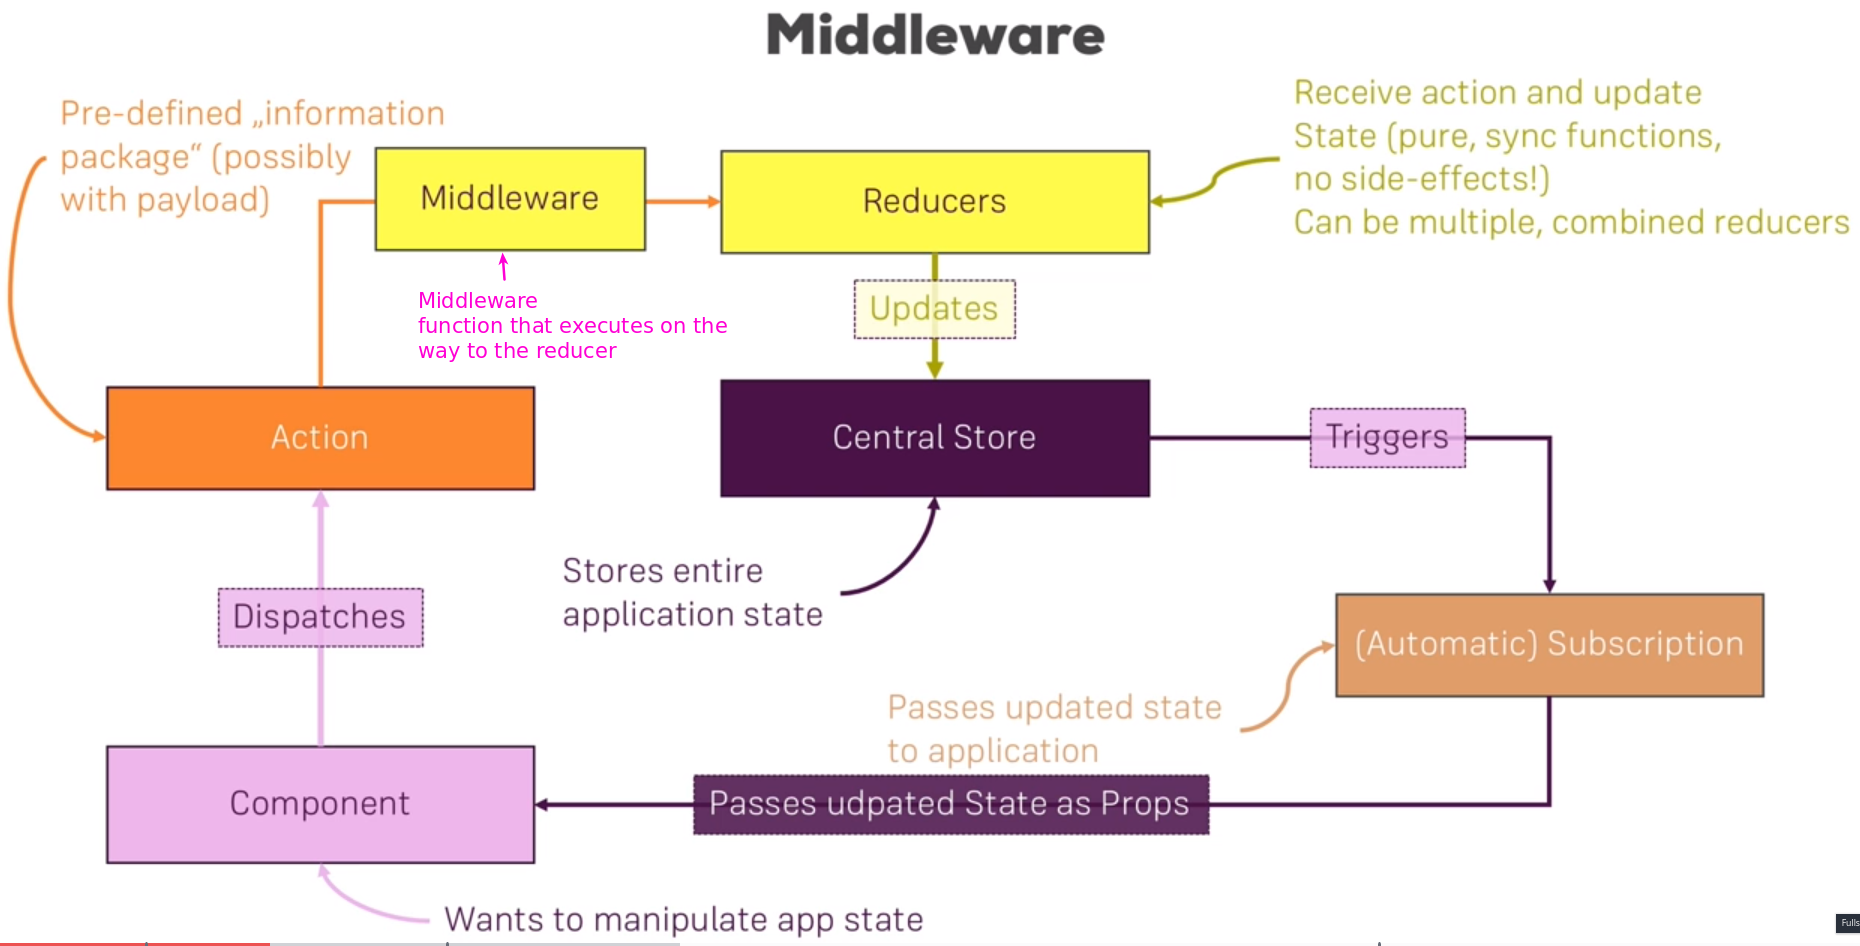 Middleware
Pre-defined „information
package“ (possibly
with payload)
Middleware
Reducers
Receive action and update
State (pure, sync functions,
no side-effects!)
Can be multiple, combined reducers
Middleware
function that executes on the
way to the reducer
Updates
Action
Central Store
Triggers
Stores entire
application state
Dispatches
(Automatic) Subscription
Passes updated state
to application
Component
Passes udpated State as Props
Wants to manipulate app state